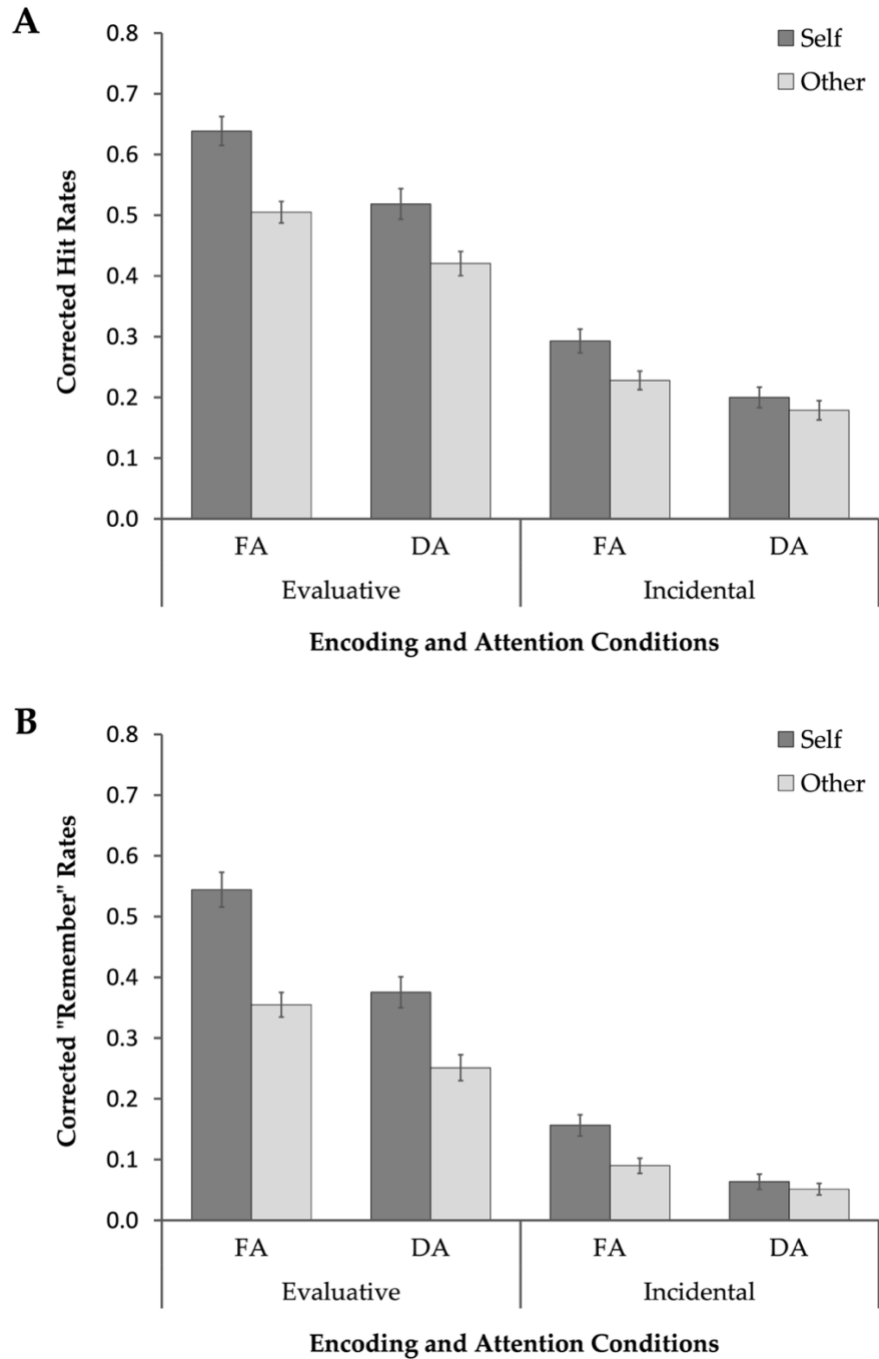 A
Corrected Hit Rates
0.8
0.7
0.6
0.5
0.4
0.3
0.2
0.1
0.0
Self
Other
FA DA FA DA
Evaluative Incidental
Encoding and Attention Conditions
B
Corrected "Remember" Rates
0.8
0.7
0.6
0.5
0.4
0.3
0.2
0.1
0.0
Self
Other
FA DA FA DA
Evaluative Incidental
Encoding and Attention Conditions